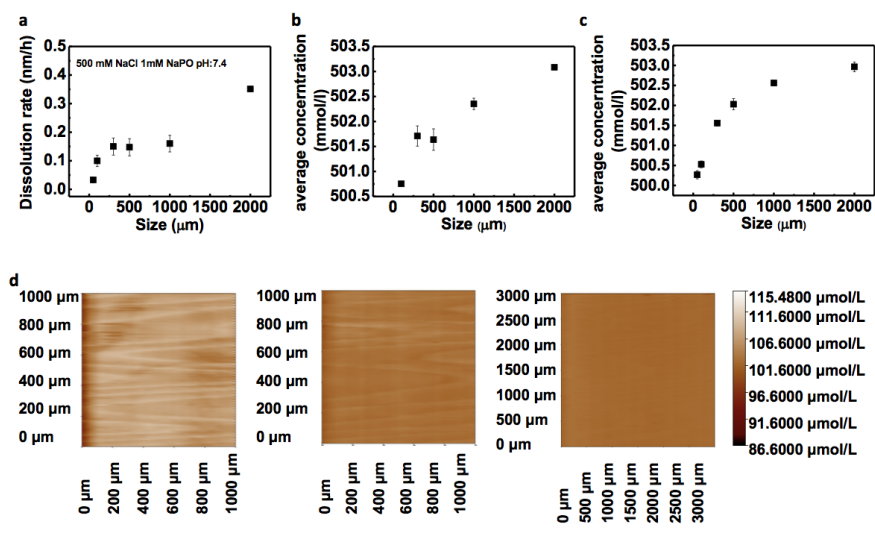 a
Dissolution rate (nm/h)
0.5
0.4
0.3
0.2
0.1
0.0
500 mM NaCl 1mM NaPO pH:7.4
0 500 1000 1500 2000
Size (μm)
b
average concerntration
(mmol/l)
503.5
503.0
502.5
502.0
501.5
501.0
500.5
0 500 1000 1500 2000
Size (μm)
c
average concerntration
(mmol/l)
503.5
503.0
502.5
502.0
501.5
501.0
500.5
500.0
0 500 1000 1500 2000
Size (μm)
d
1000 μm
800 μm
600 μm
400 μm
200 μm
0 μm
0 μm
200 μm
400 μm
600 μm
800 μm
1000 μm
1000 μm
800 μm
600 μm
400 μm
200 μm
0 μm
0 μm
200 μm
400 μm
600 μm
800 μm
1000 μm
3000 μm
2500 μm
2000 μm
1500 μm
1000 μm
500 μm
0 μm
0 μm
500 μm
1000 μm
1500 μm
2000 μm
2500 μm
3000 μm
115.4800 μmol/L
111.6000 μmol/L
106.6000 μmol/L
101.6000 μmol/L
96.6000 μmol/L
91.6000 μmol/L
86.6000 μmol/L